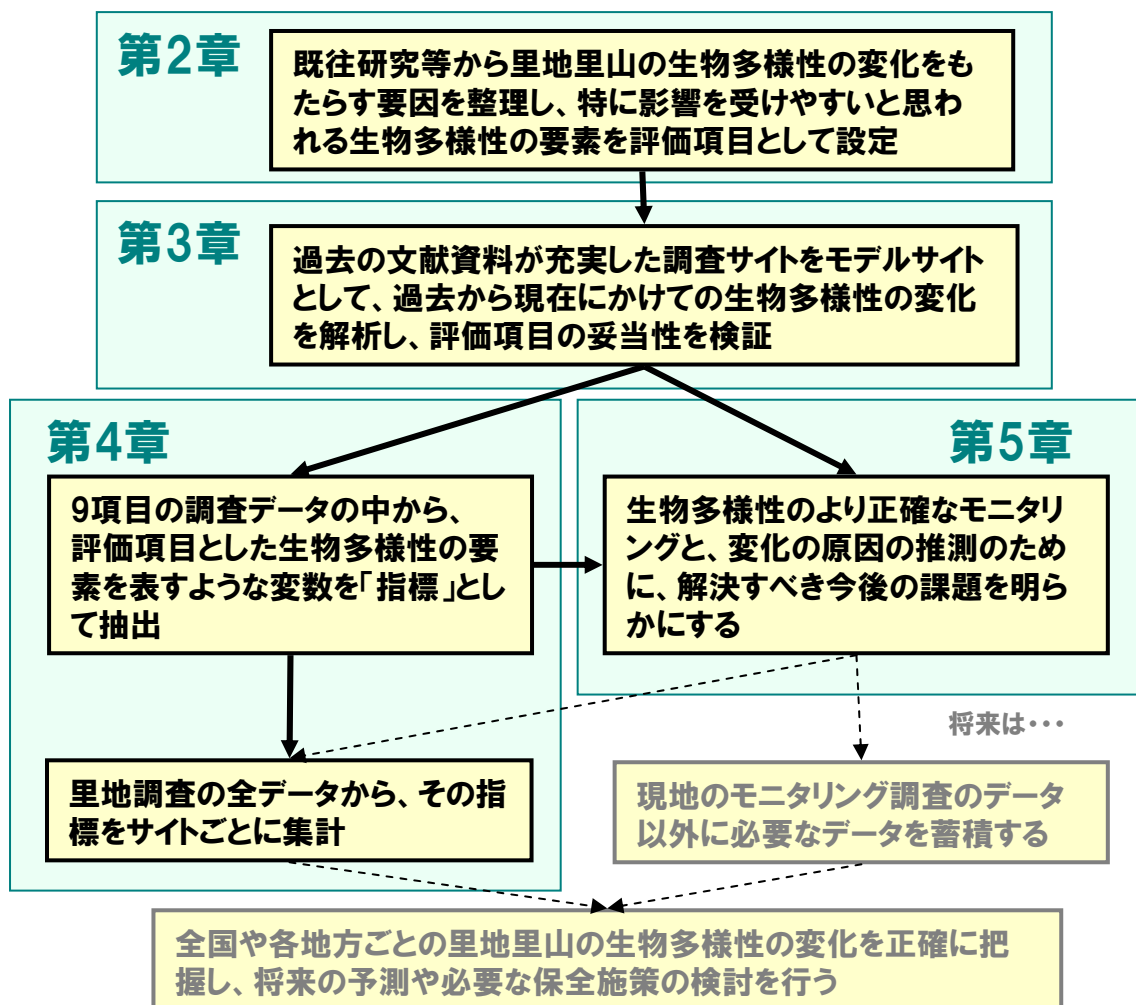 第2章
既往研究等から里地里山の生物多様性の変化をも
たらす要因を整理し、特に影響を受けやすいと思わ
れる生物多様性の要素を評価項目として設定
第3章
過去の文献資料が充実した調査サイトをモデルサイト
として、過去から現在にかけての生物多様性の変化
を解析し、評価項目の妥当性を検証
第4章
9項目の調査データの中から、
評価項目とした生物多様性の要
素を表すような変数を「指標」とし
て抽出
第5章
生物多様性のより正確なモニタリ
ングと、変化の原因の推測のため
に、解決すべき今後の課題を明ら
かにする
将来は・・・
里地調査の全データから、その指
標をサイトごとに集計
現地のモニタリング調査のデータ
以外に必要なデータを蓄積する
全国や各地方ごとの里地里山の生物多様性の変化を正確に把
握し、将来の予測や必要な保全施策の検討を行う